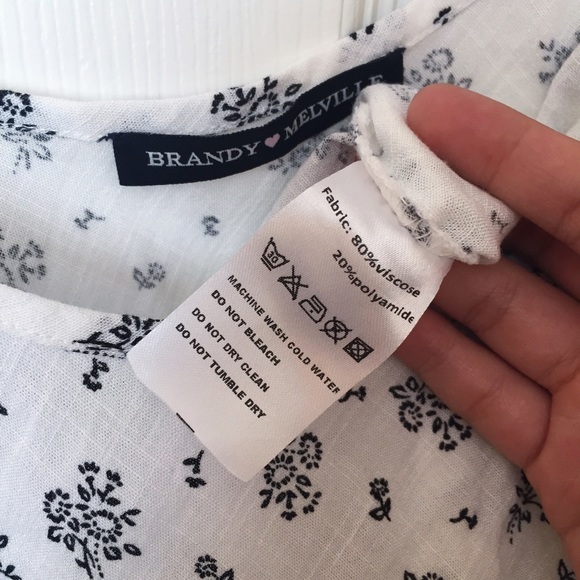 BRANDY MELVILLE
Fabric: 80%viscose
20%polyamide
30
MACHINE WASH COLD WATER
DO NOT BLEACH
DO NOT DRY CLEAN
DO NOT TUMBLE DRY